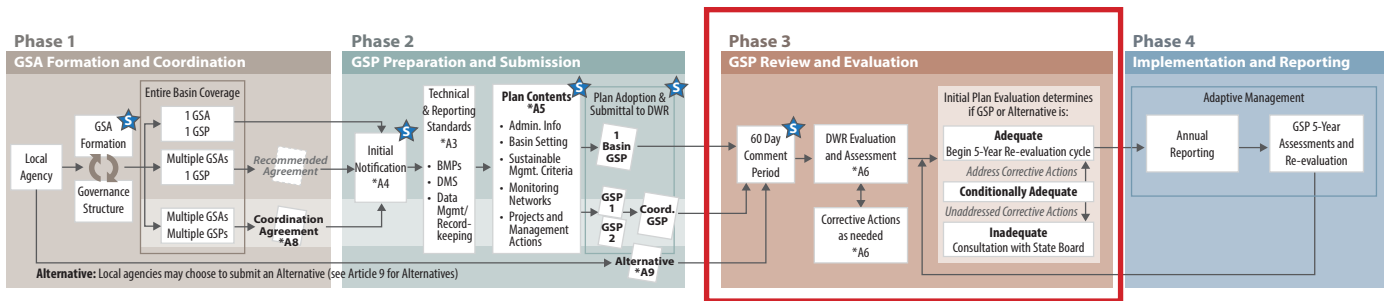 Phase 1
GSA Formation and Coordination
Entire Basin Coverage
Local
Agency
S
GSA
Formation
Governance
Structure
1 GSA
1 GSP
Multiple GSAs
1 GSP
Multiple GSAs
Multiple GSPs
Recommended
Agreement
Coordination
Agreement
*A8
Alternative: Local agencies may choose to submit an Alternative (see Article 9 for Alternatives)
Phase 2
GSP Preparation and Submission
S
Initial
Notification
*A4
Technical
& Reporting
Standards
*A3
• BMPs
• DMS
• Data
Mgmt/
Record-
keeping
S
Plan Contents
*A5
• Admin. Info
• Basin Setting
• Sustainable
Mgmt. Criteria
• Monitoring
Networks
• Projects and
Management
Actions
S
Plan Adoption &
Submittal to DWR
1
Basin
GSP
GSP
1
GSP
2
Coord.
GSP
Alternative
*A9
Phase 3
GSP Review and Evaluation
S
60 Day
Comment
Period
DWR Evaluation
and Assessment
*A6
Corrective Actions
as needed
*A6
Initial Plan Evaluation determines
if GSP or Alternative is:
Adequate
Begin 5-Year Re-evaluation cycle
Address Corrective Actions
Conditionally Adequate
Unaddressed Corrective Actions
Inadequate
Consultation with State Board
Phase 4
Implementation and Reporting
Adaptive Management
Annual
Reporting
GSP 5-Year
Assessments and
Re-evaluation